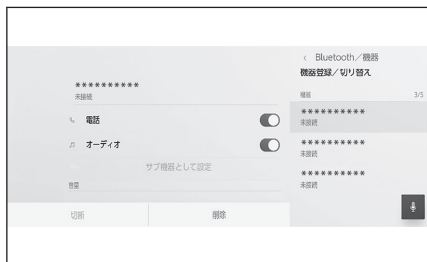 **********
未接続
電話
オーディオ
サブ機器として設定
音量
切断
削除
< Bluetooth/機器
機器登録/切り替え
機器 3/5
**********
未接続
**********
未接続
**********
未接続